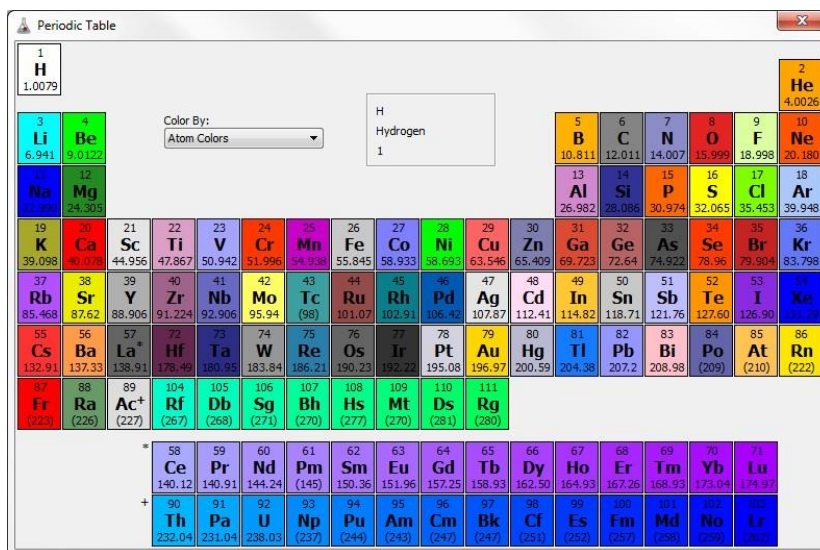 Periodic Table
1
H
1.0079
2
He
4.0026
Color By:
Atom Colors
H
Hydrogen
1
3 4 5 6 7 8 9 10
Li Be B C N O F Ne
6.941 9.0122 10.811 12.011 14.007 15.999 18.998 20.180
11 12 13 14 15 16 17 18
Na Mg Al Si P S Cl Ar
22.990 24.305 26.982 28.086 30.974 32.065 35.453 39.948
19 20 21 22 23 24 25 26 27 28 29 30 31 32 33 34 35 36
K Ca Sc Ti V Cr Mn Fe Co Ni Cu Zn Ga Ge As Se Br Kr
39.098 40.078 44.956 47.867 50.942 51.996 54.938 55.845 58.933 58.693 63.546 65.409 69.723 72.64 74.922 78.96 79.904 83.798
37 38 39 40 41 42 43 44 45 46 47 48 49 50 51 52 53 54
Rb Sr Y Zr Nb Mo Tc Ru Rh Pd Ag Cd In Sn Sb Te I Xe
85.468 87.62 88.906 91.224 92.906 95.94 (98) 101.07 102.91 106.42 107.87 112.41 114.82 118.71 121.76 127.60 126.90 131.29
55 56 57 72 73 74 75 76 77 78 79 80 81 82 83 84 85 86
Cs Ba La* Hf Ta W Re Os Ir Pt Au Hg Tl Pb Bi Po At Rn
132.91 137.33 138.91 178.49 180.95 183.84 186.21 190.23 192.22 195.08 196.97 200.59 204.38 207.2 208.98 (209) (210) (222)
87 88 89 104 105 106 107 108 109 110 111
Fr Ra Ac+ Rf Db Sg Bh Hs Mt Ds Rg
(223) (226) (227) (267) (268) (271) (270) (277) (270) (281) (280)
* 58 59 60 61 62 63 64 65 66 67 68 69 70 71
Ce Pr Nd Pm Sm Eu Gd Tb Dy Ho Er Tm Yb Lu
140.12 140.91 144.24 (145) 150.36 151.96 157.25 158.93 162.50 164.93 167.26 168.93 173.04 174.97
+ 90 91 92 93 94 95 96 97 98 99 100 101 102 103
Th Pa U Np Pu Am Cm Bk Cf Es Fm Md No Lr
232.04 231.04 238.03 (237) (244) (243) (247) (247) (251) (252) (257) (258) (259) (262)